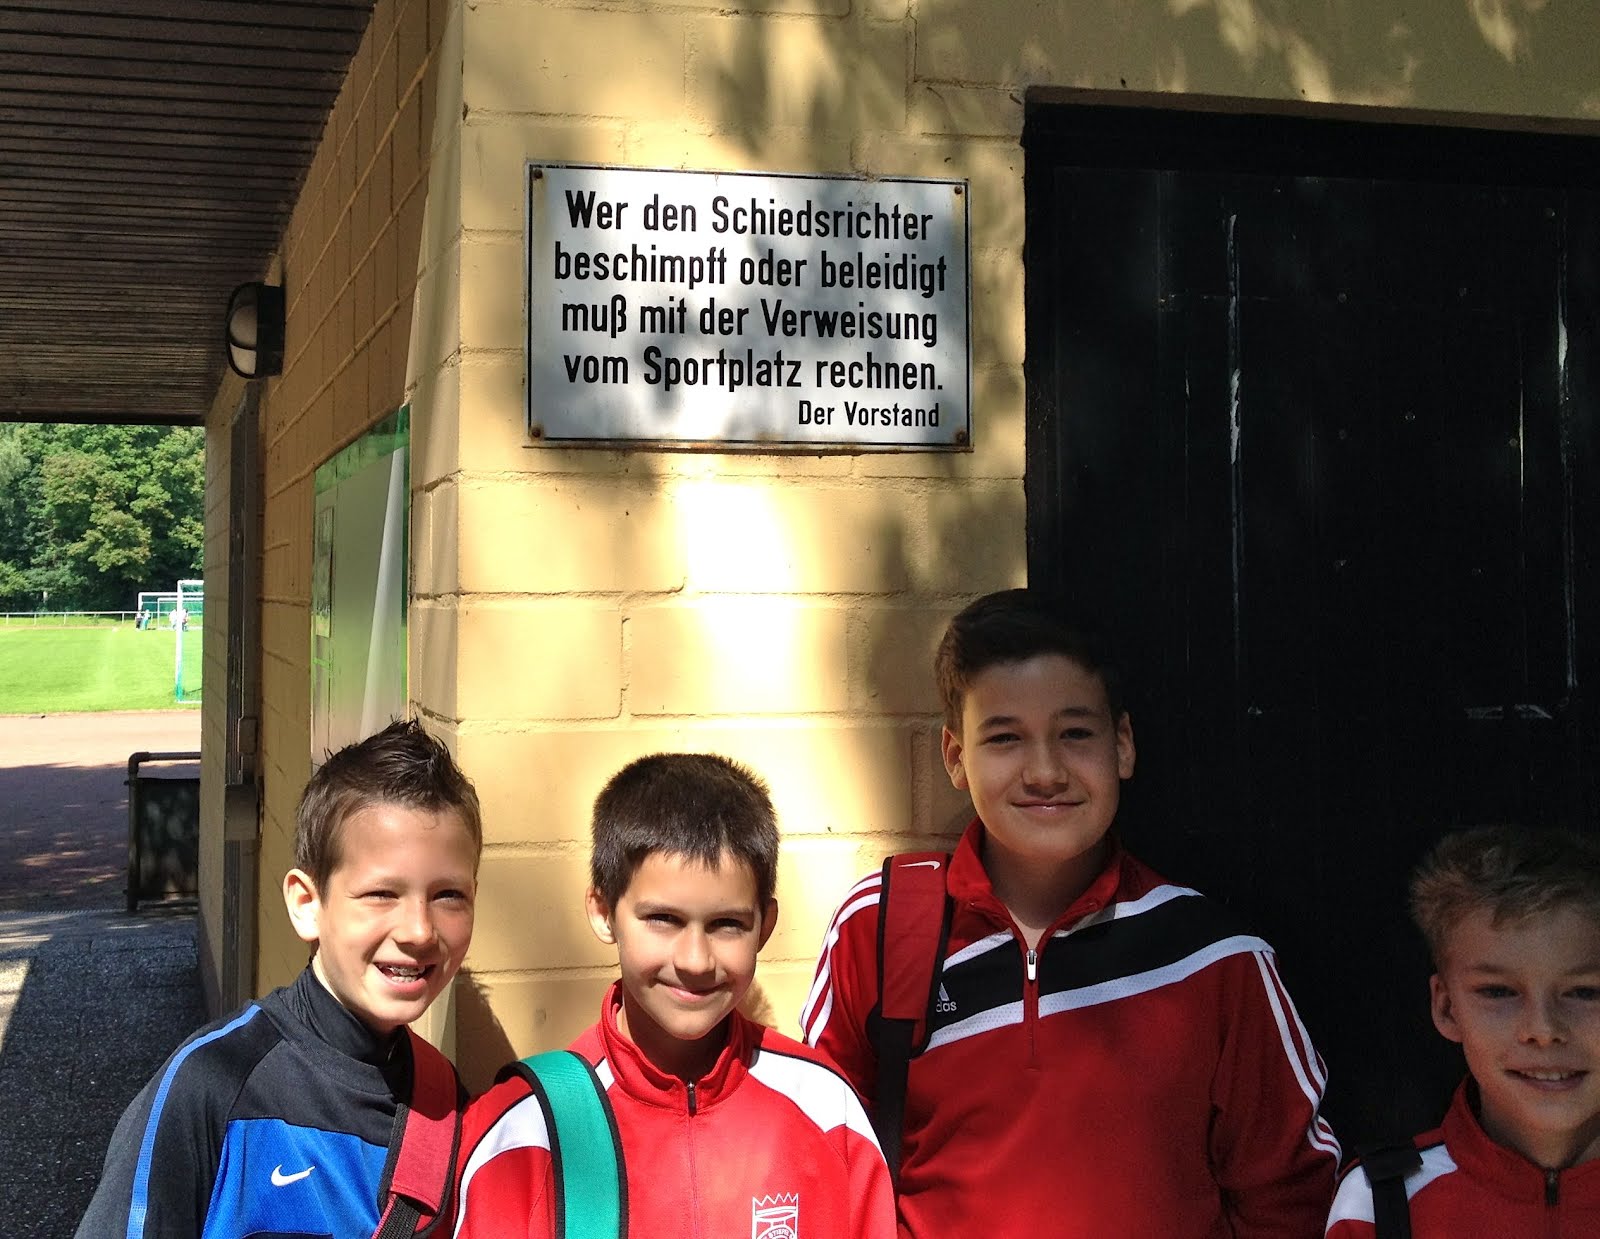 Wer den Schiedsrichter
beschimpft oder beleidigt
muß mit der Verweisung
vom Sportplatz rechnen.
Der Vorstand